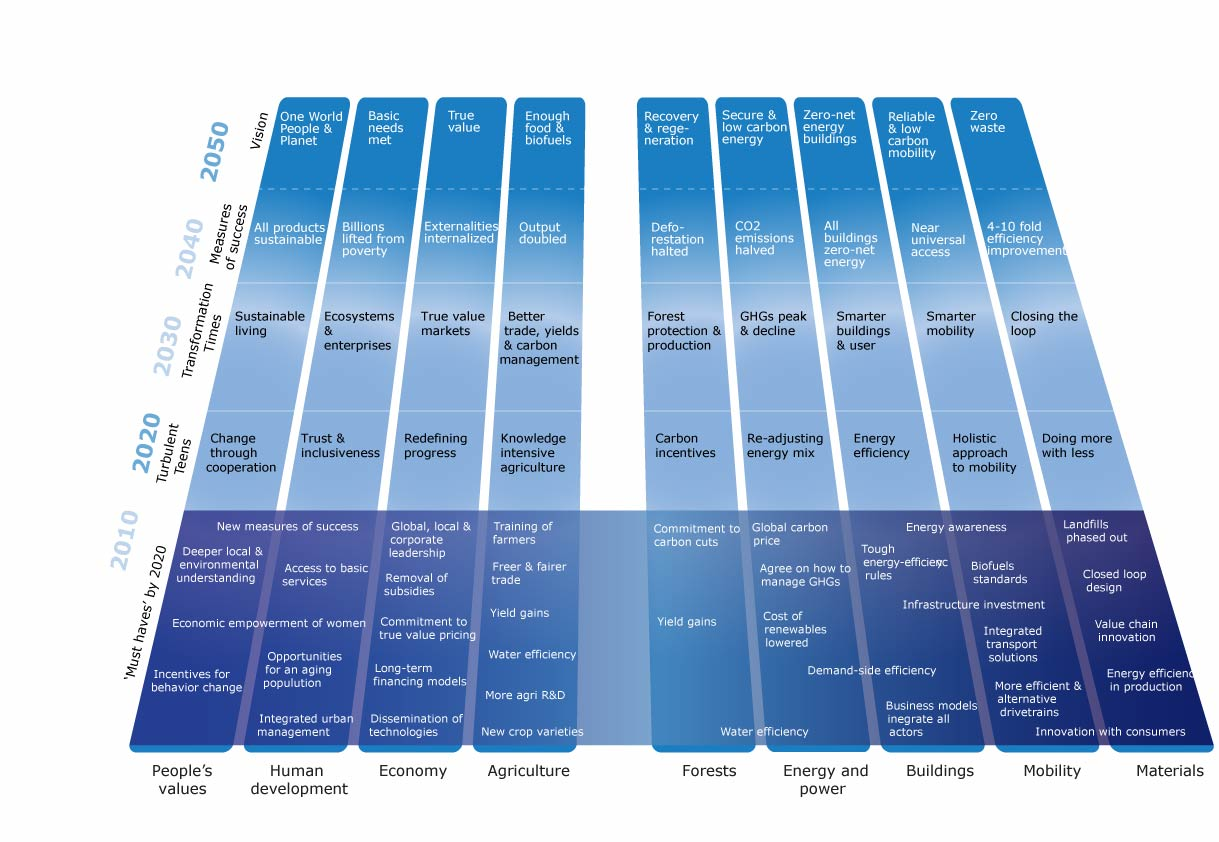 2050
Vision
One World
People &
Planet
Basic
needs
met
True
value
Enough
food &
biofuels
Recovery
& rege-
neration
Secure &
low carbon
energy
Zero-net
energy
buildings
Reliable
& low
carbon
mobility
Zero
waste
2040
Measures
of success
All products
sustainable
Billions
lifted from
poverty
Externalities
internalized
Output
doubled
Defo-
restation
halted
CO2
emissions
halved
All
buildings
zero-net
energy
Near
universal
access
4-10 fold
efficiency
improvement
2030
Transformation
Times
Sustainable
living
Ecosystems
&
enterprises
True value
markets
Better
trade, yields
& carbon
management
Forest
protection &
production
GHGs peak
& decline
Smarter
buildings
& user
Smarter
mobility
Closing the
loop
2020
Turbulent
Teens
Change
through
cooperation
Trust &
inclusiveness
Redefining
progress
Knowledge
intensive
agriculture
Carbon
incentives
Re-adjusting
energy mix
Energy
efficiency
Holistic
approach
to mobility
Doing more
with less
2010
'Must haves' by 2020
New measures of success
Deeper local &
environmental
understanding
Access to basic
services
Economic empowerment of women
Incentives for
behavior change
Opportunities
for an aging
popultion
Integrated urban
management
Global, local &
corporate
leadership
Removal of
subsidies
Commitment to
true value pricing
Long-term
financing models
Dissemination of
technologies
Training of
farmers
Freer & fairer
trade
Yield gains
Water efficiency
More agri R&D
New crop varieties
Commitment to
carbon cuts
Yield gains
Water efficiency
Global carbon
price
Agree on how to
manage GHGs
Cost of
renewables
lowered
Demand-side efficiency
Energy awareness
Tough
energy-efficieyc
rules
Infrastructure investment
Business models
inegrate all
actors
Biofuels
standards
Integrated
transport
solutions
More efficient &
alternative
drivetrains
Innovation with consumers
Landfills
phased out
Closed loop
design
Value chain
innovation
Energy efficienc
in production
People's
values
Human
development
Economy
Agriculture
Forests
Energy and
power
Buildings
Mobility
Materials